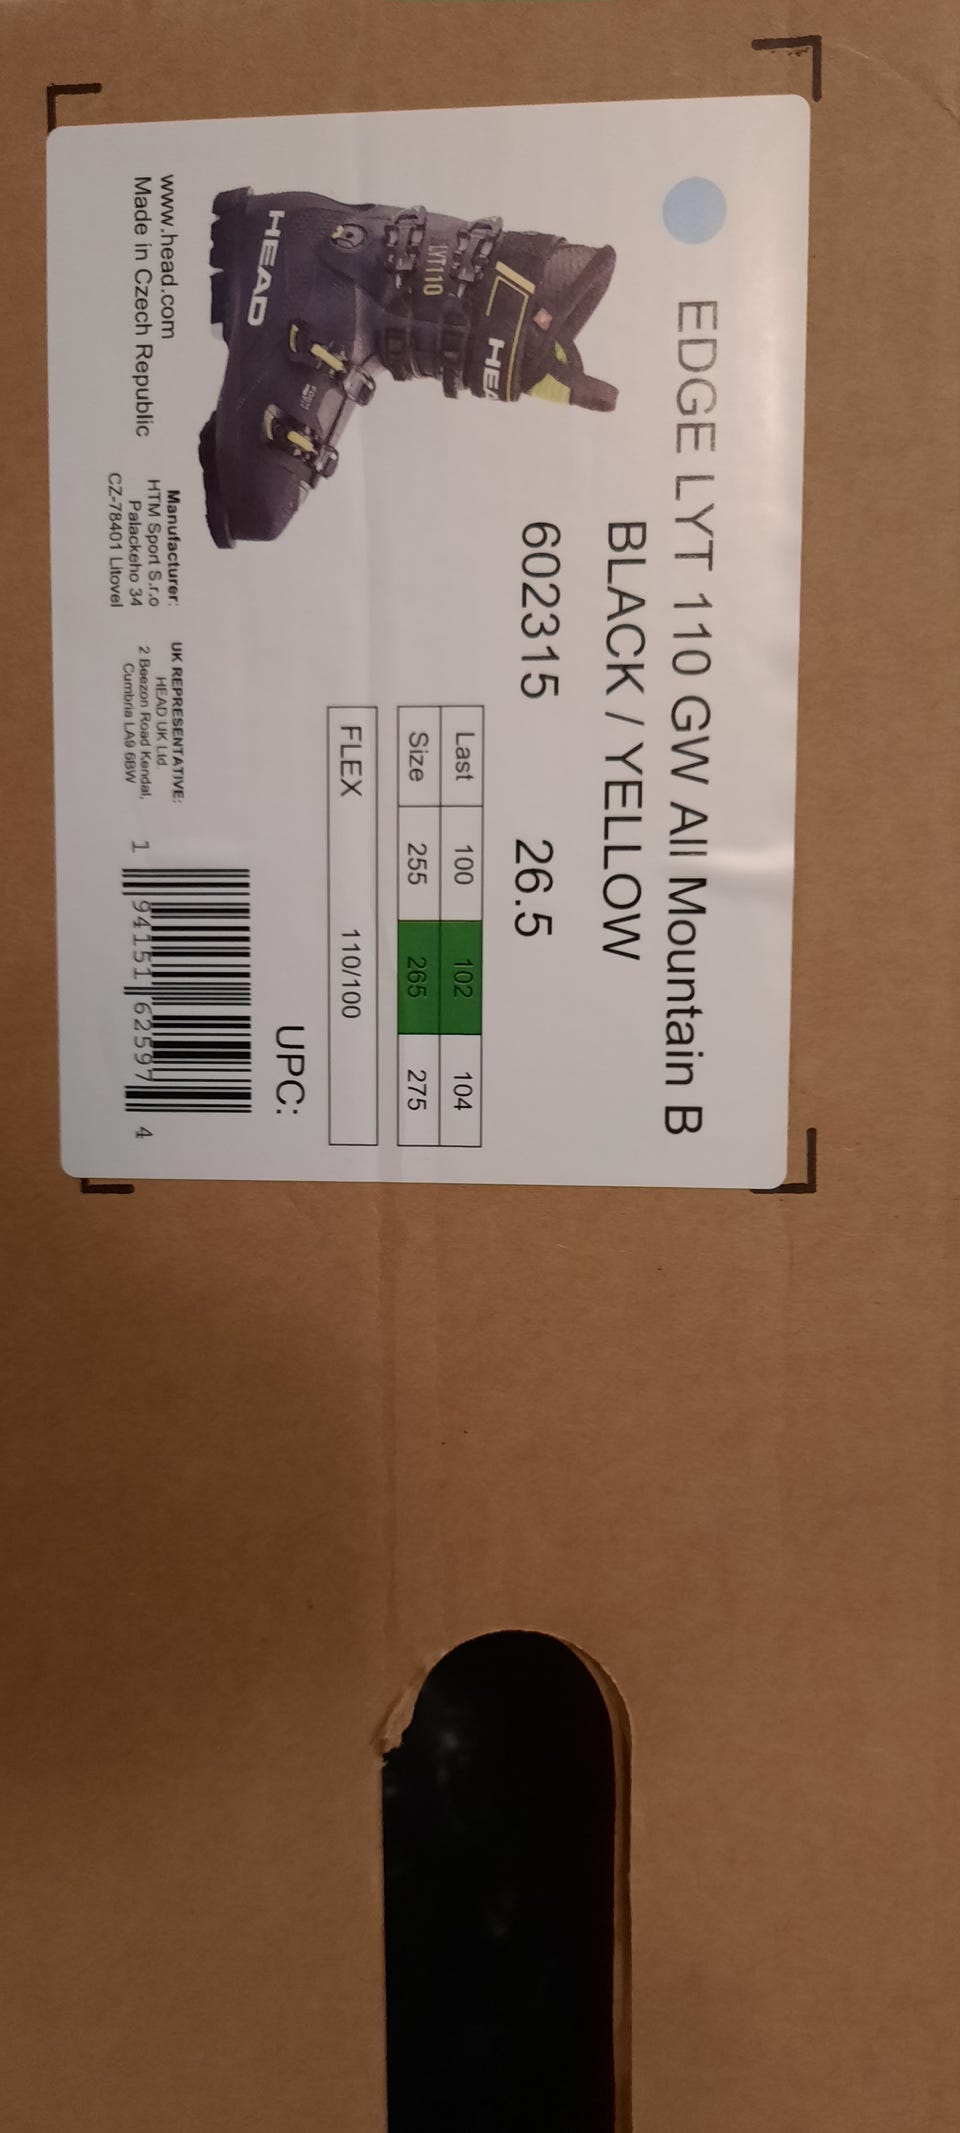 EDGE LYT 110 GW All Mountain B
BLACK / YELLOW
602315 26.5
HEAD
LYT110
HEAD
Last 100 102 104
Size 255 265 275
FLEX 110/100
UPC:
1 94151 62597 4
www.head.com
Made in Czech Republic
Manufacturer:
HTM Sport S.r.o
Palackeho 34
CZ-78401 Litovel
UK REPRESENTATIVE:
HEAD UK Ltd.
2 Beezon Road Kendal,
Cumbria LA9 6BW